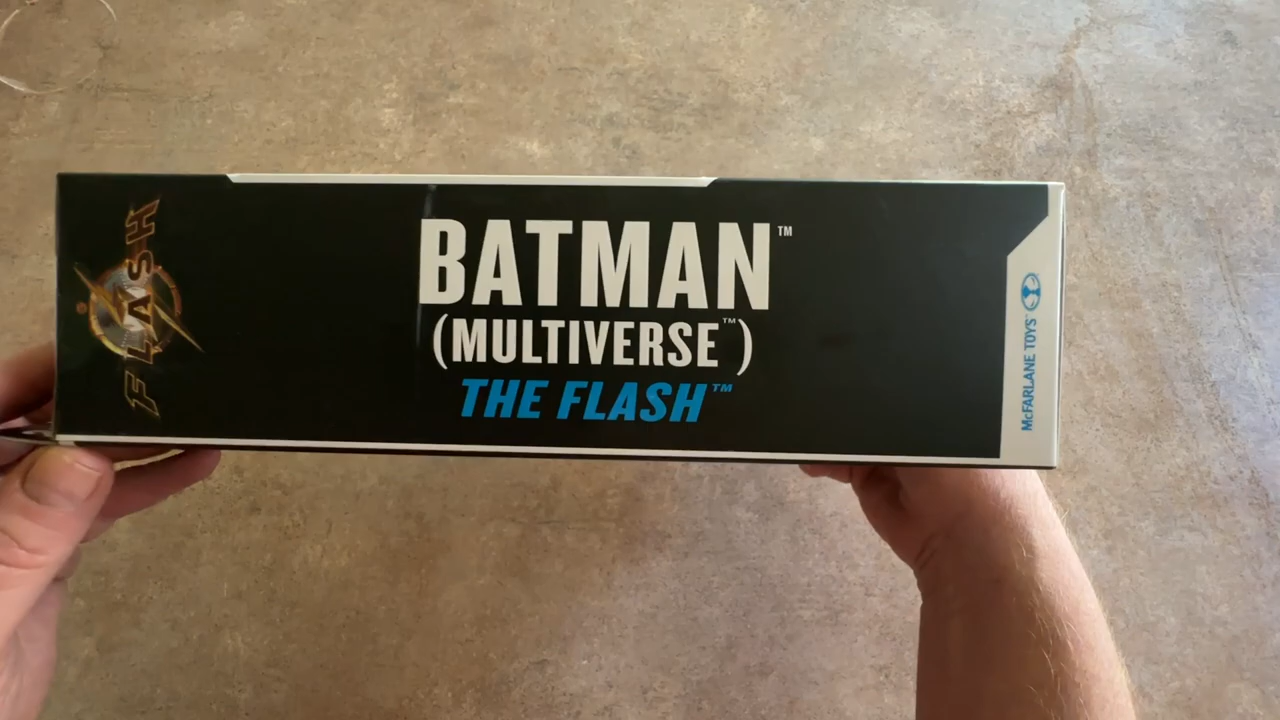 FLASH
BATMAN™
(MULTIVERSE™)
THE FLASH™
McFARLANE TOYS